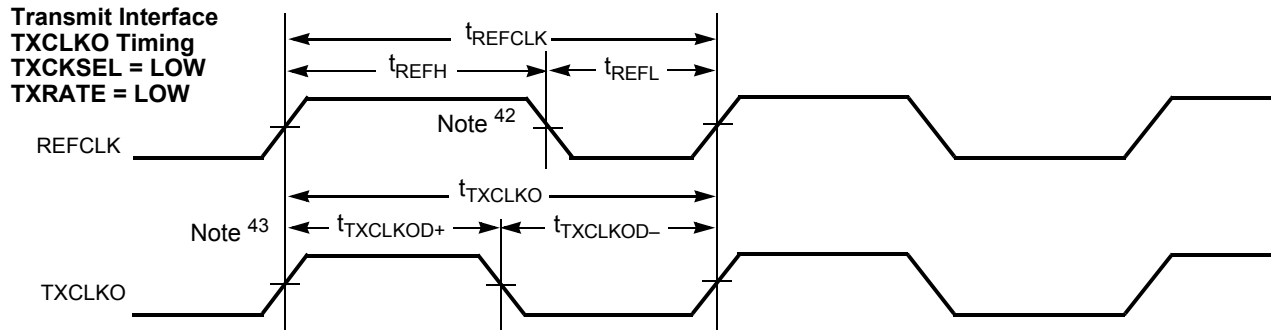 Transmit Interface
TXCLKO Timing
TXCKSEL = LOW
TXRATE = LOW
tREFCLK
tREFH
tREFL
Note 42
REFCLK
tTXCLKO
Note 43
tTXCLKOD+
tTXCLKOD–
TXCLKO